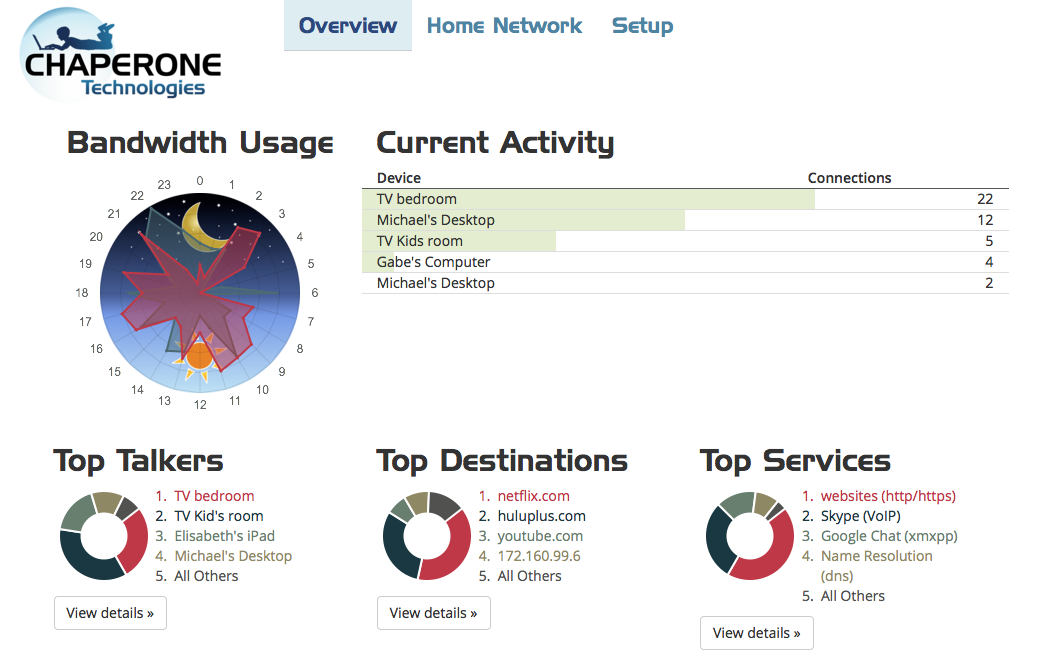 CHAPERONE
Technologies
Overview Home Network Setup
Bandwidth Usage
0
1
2
3
4
5
6
7
8
9
10
11
12
13
14
15
16
17
18
19
20
21
22
23
Current Activity
Device Connections
TV bedroom 22
Michael's Desktop 12
TV Kids room 5
Gabe's Computer 4
Michael's Desktop 2
Top Talkers
1. TV bedroom
2. TV Kid's room
3. Elisabeth's iPad
4. Michael's Desktop
5. All Others
View details »
Top Destinations
1. netflix.com
2. huluplus.com
3. youtube.com
4. 172.160.99.6
5. All Others
View details »
Top Services
1. websites (http/https)
2. Skype (VoIP)
3. Google Chat (xmxpp)
4. Name Resolution
(dns)
5. All Others
View details »